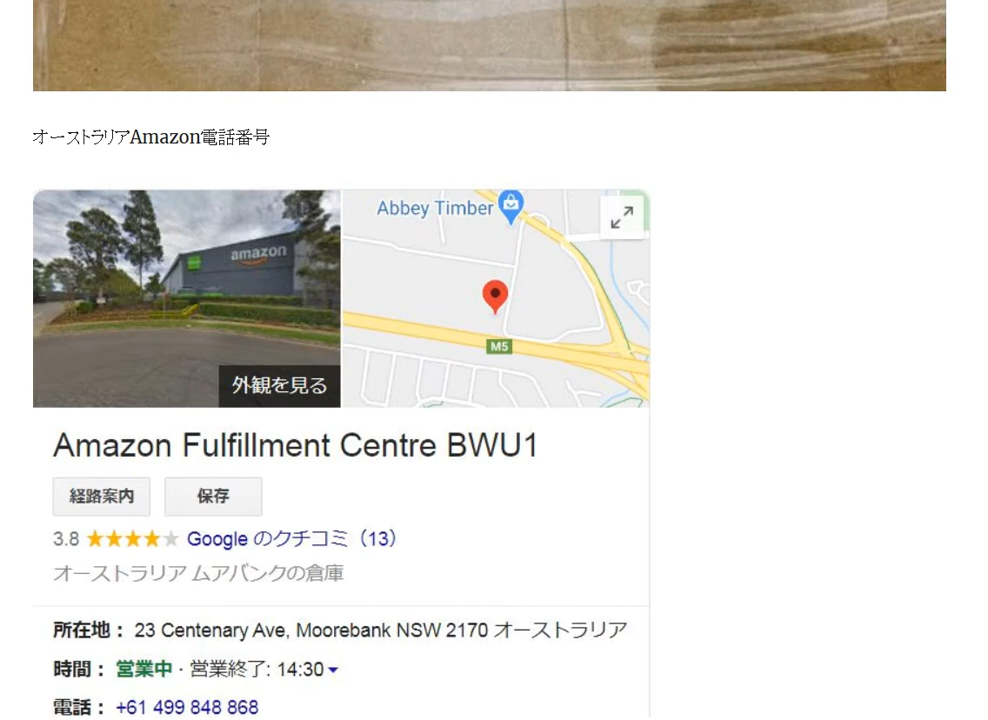 オーストラリアAmazon電話番号
Abbey Timber
amazon
M5
外観を見る
Amazon Fulfillment Centre BWU1
経路案内 保存
3.8 Google のクチコミ（13）
オーストラリア ムアバンクの倉庫
所在地： 23 Centenary Ave, Moorebank NSW 2170 オーストラリア
時間： 営業中 · 営業終了: 14:30
電話： +61 499 848 868